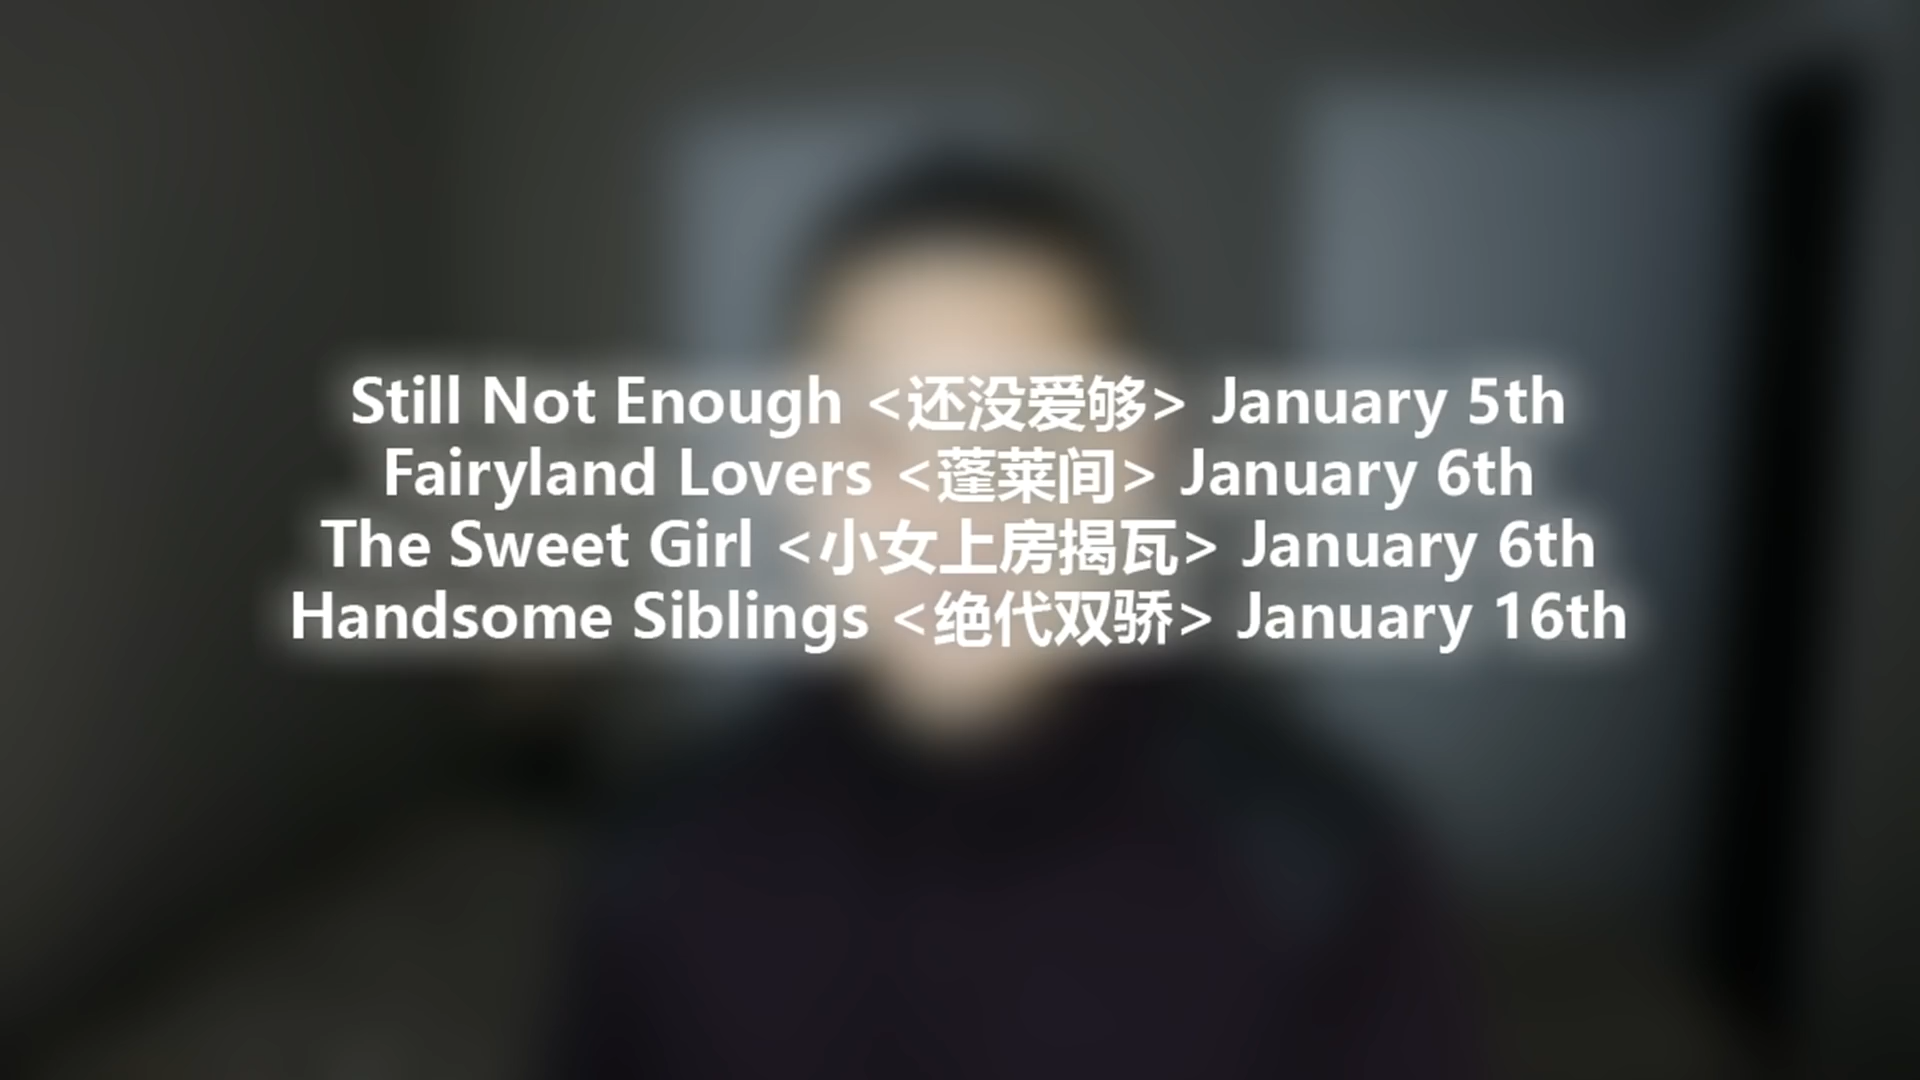 Still Not Enough <还没爱够> January 5th
Fairyland Lovers <蓬莱间> January 6th
The Sweet Girl <小女上房揭瓦> January 6th
Handsome Siblings <绝代双骄> January 16th